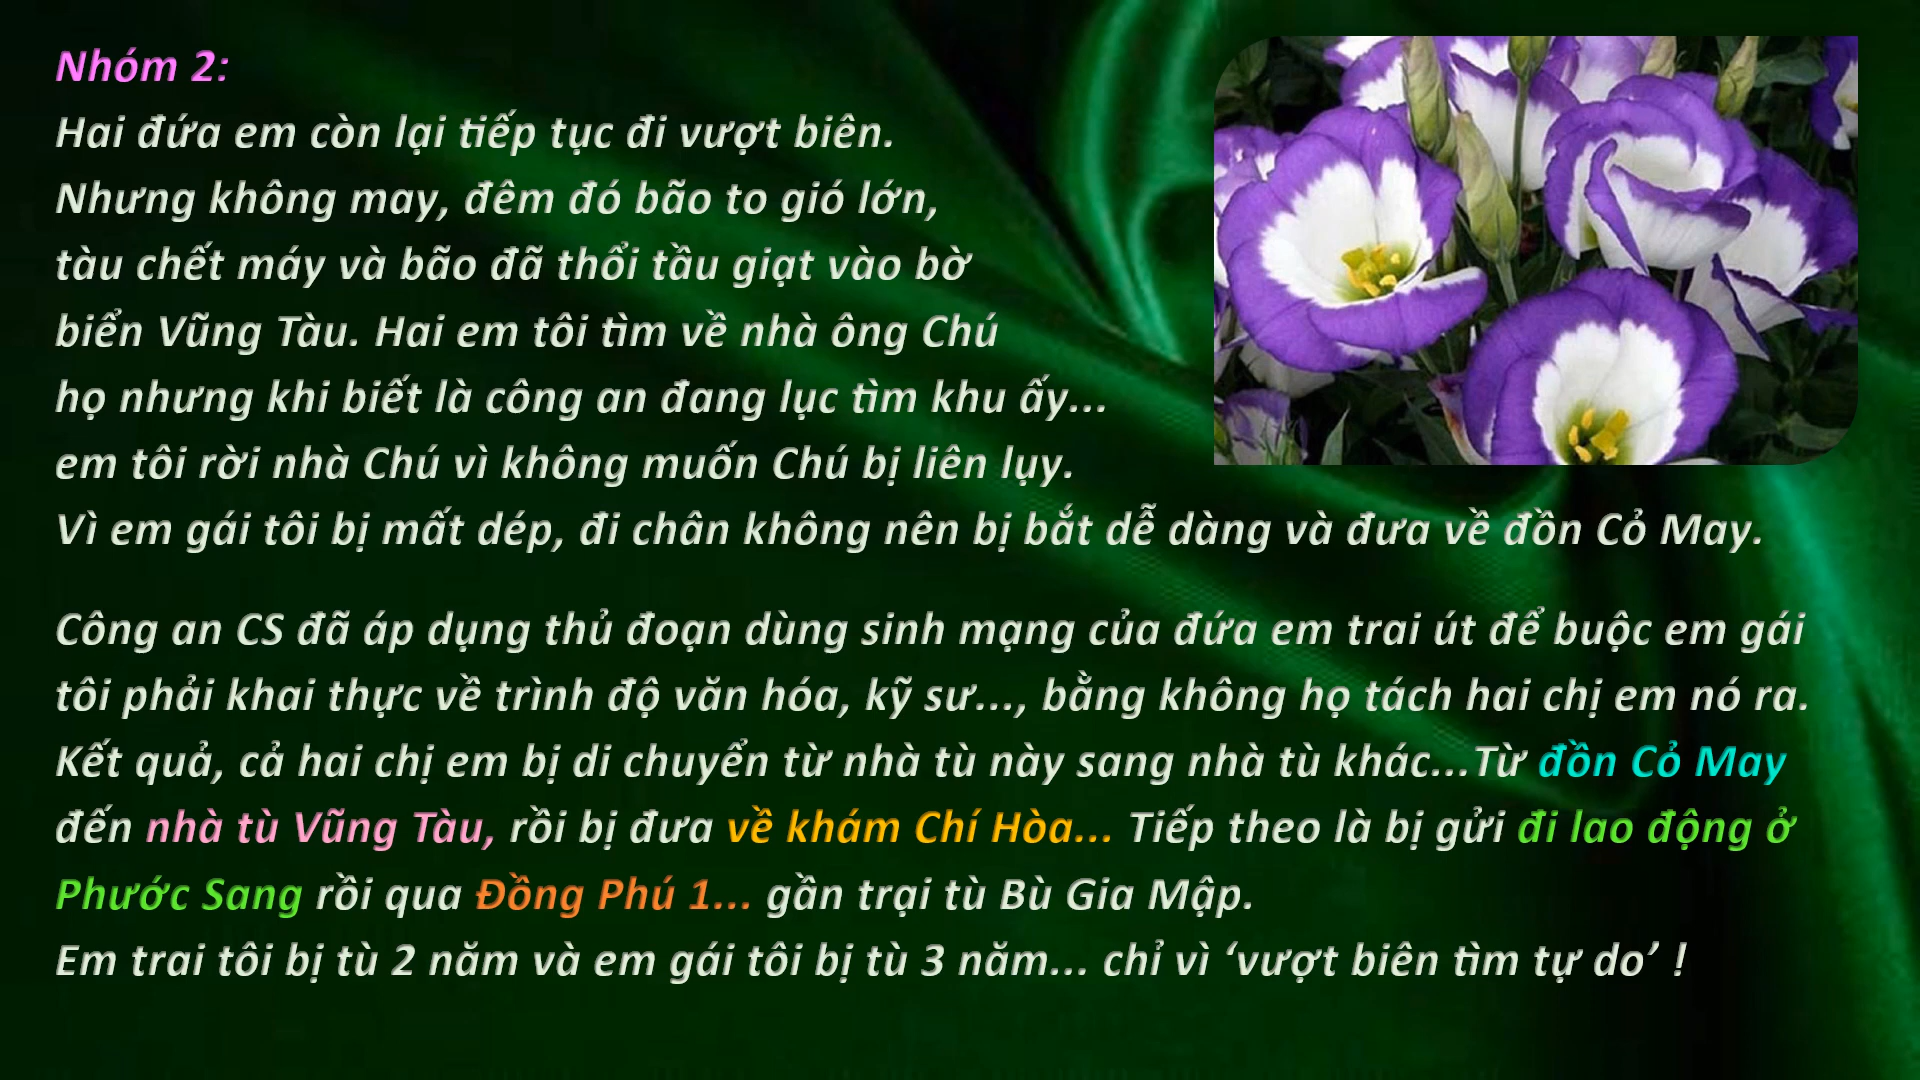 Nhóm 2:
Hai đứa em còn lại tiếp tục đi vượt biên.
Nhưng không may, đêm đó bão to gió lớn,
tàu chết máy và bão đã thổi tầu giạt vào bờ
biển Vũng Tàu. Hai em tôi tìm về nhà ông Chú
họ nhưng khi biết là công an đang lục tìm khu ấy...
em tôi rời nhà Chú vì không muốn Chú bị liên lụy.
Vì em gái tôi bị mất dép, đi chân không nên bị bắt dễ dàng và đưa về đồn Cỏ May.
Công an CS đã áp dụng thủ đoạn dùng sinh mạng của đứa em trai út để buộc em gái
tôi phải khai thực về trình độ văn hóa, kỹ sư..., bằng không họ tách hai chị em nó ra.
Kết quả, cả hai chị em bị di chuyển từ nhà tù này sang nhà tù khác...Từ đồn Cỏ May
đến nhà tù Vũng Tàu, rồi bị đưa về khám Chí Hòa... Tiếp theo là bị gửi đi lao động ở
Phước Sang rồi qua Đồng Phú 1... gần trại tù Bù Gia Mập.
Em trai tôi bị tù 2 năm và em gái tôi bị tù 3 năm... chỉ vì ‘vượt biên tìm tự do’ !